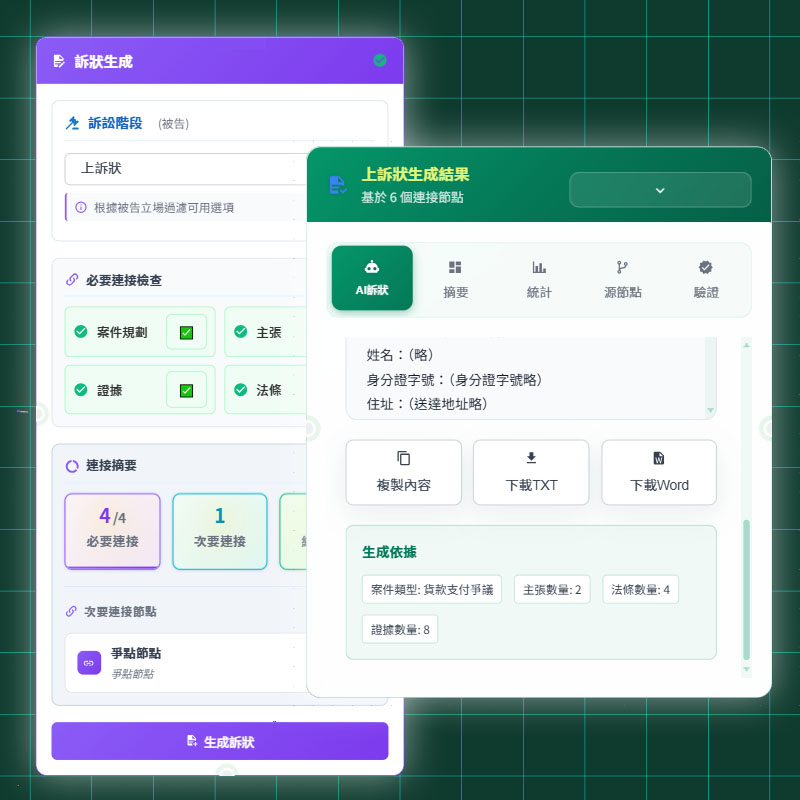 訴狀生成
訴訟階段 (被告)
上訴狀
根據被告立場過濾可用選項
必要連接檢查
案件規劃
主張
證據
法條
連接摘要
4/4
必要連接
1
次要連接
次要連接節點
爭點節點
爭點節點
生成訴狀
上訴狀生成結果
基於 6 個連接節點
AI訴狀
摘要
統計
源節點
驗證
姓名：（略）
身分證字號：（身分證字號略）
住址：（送達地址略）
複製內容
下載TXT
下載Word
生成依據
案件類型: 貨款支付爭議
主張數量: 2
法條數量: 4
證據數量: 8